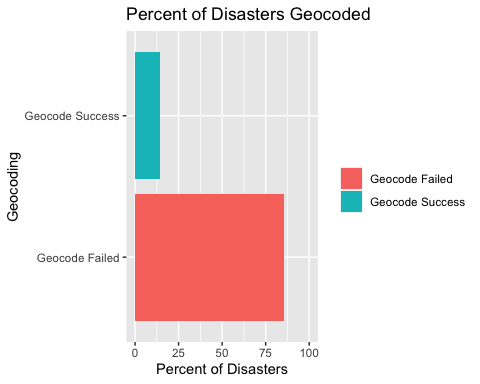 Percent of Disasters Geocoded
Geocoding
Geocode Success
Geocode Failed
0 25 50 75 100
Percent of Disasters
Geocode Failed
Geocode Success